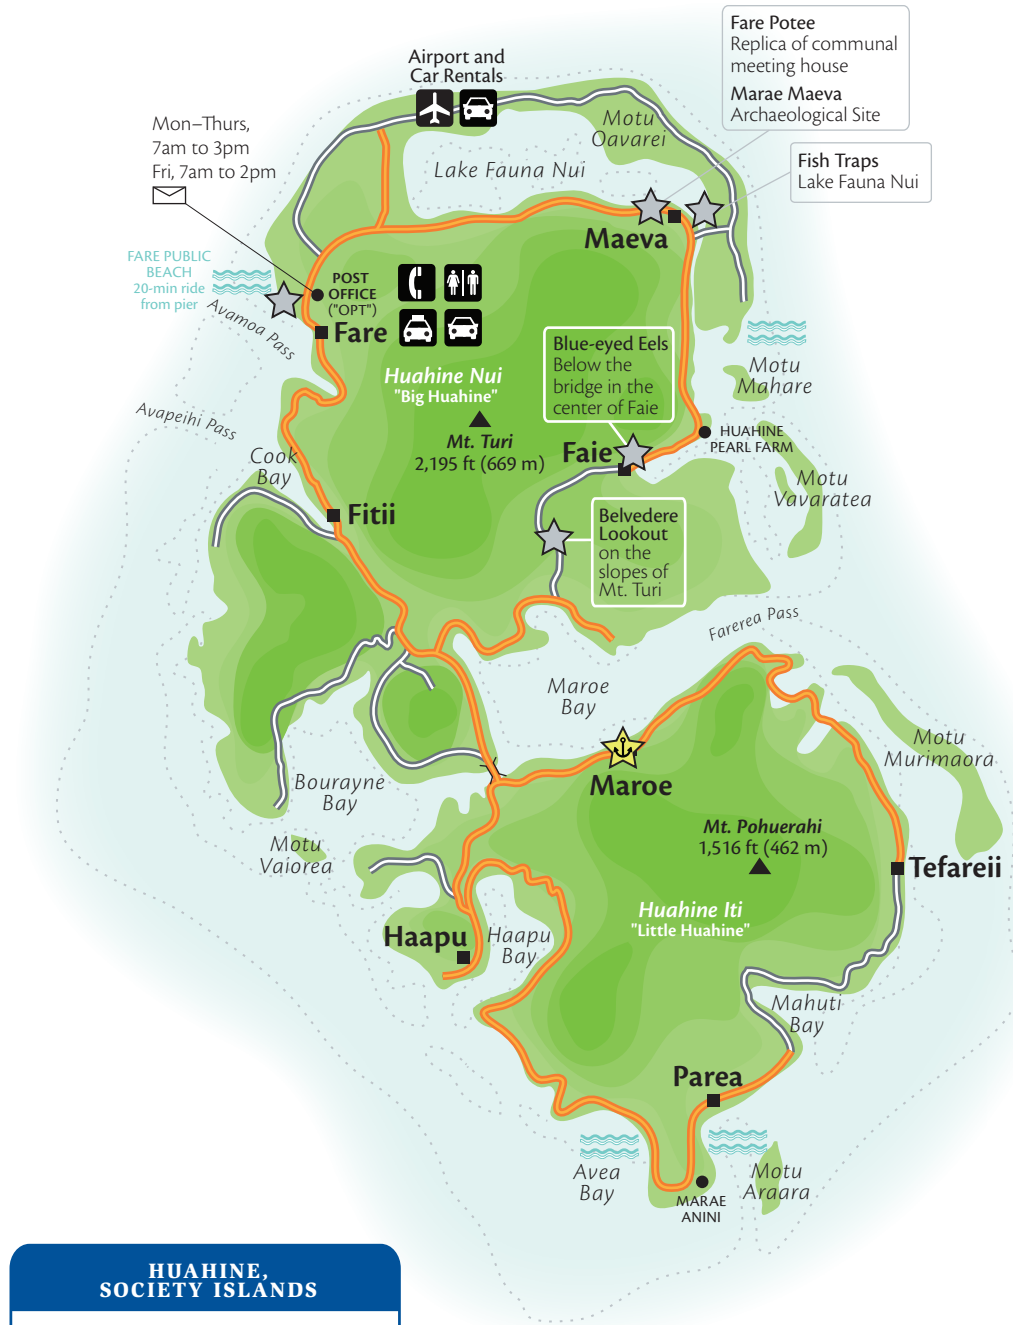 Fare Potee
Replica of communal
meeting house
Marae Maeva
Archaeological Site
Airport and
Car Rentals
Motu
Oavarei
Mon–Thurs,
7am to 3pm
Fri, 7am to 2pm
Lake Fauna Nui
Fish Traps
Lake Fauna Nui
Maeva
FARE PUBLIC
BEACH
20-min ride
from pier
POST
OFFICE
("OPT")
Avamoa Pass
Fare
Blue-eyed Eels
Below the
bridge in the
center of Faie
Motu
Mahare
Huahine Nui
"Big Huahine"
Avapeihi Pass
Mt. Turi
2,195 ft (669 m)
Faie
HUAHINE
PEARL FARM
Cook
Bay
Motu
Vavaratea
Fitii
Belvedere
Lookout
on the
slopes of
Mt. Turi
Farerea Pass
Maroe
Bay
Motu
Murimaora
Bourayne
Bay
Maroe
Motu
Vaiorea
Mt. Pohuerahi
1,516 ft (462 m)
Tefareii
Huahine Iti
"Little Huahine"
Haapu
Haapu
Bay
Mahuti
Bay
Parea
Avea
Bay
Motu
Araara
MARAE
ANINI
HUAHINE,
SOCIETY ISLANDS